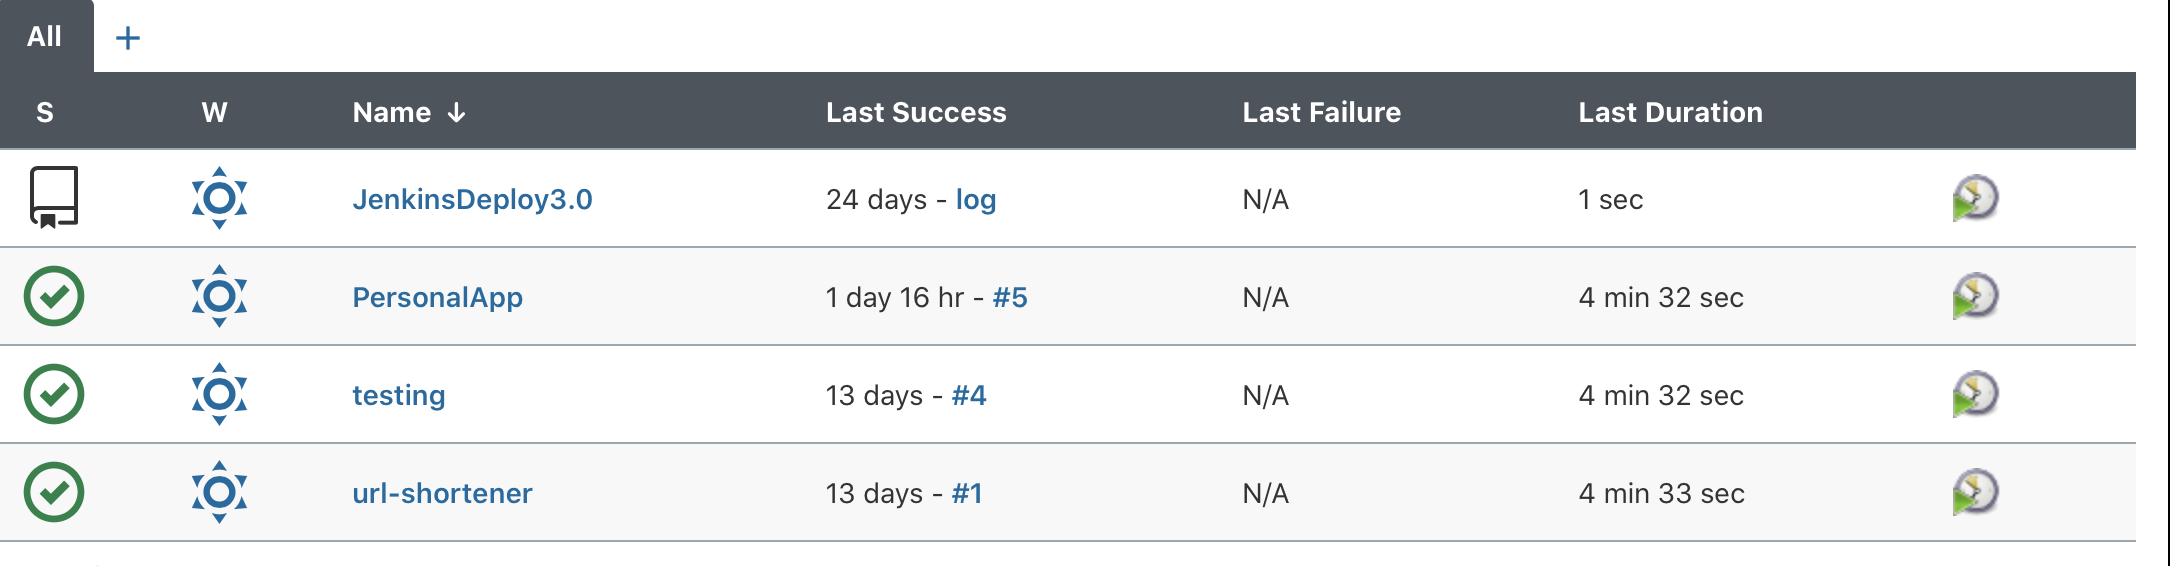 All +
S W Name ↓ Last Success Last Failure Last Duration
JenkinsDeploy3.0 24 days - log N/A 1 sec
PersonalApp 1 day 16 hr - #5 N/A 4 min 32 sec
testing 13 days - #4 N/A 4 min 32 sec
url-shortener 13 days - #1 N/A 4 min 33 sec